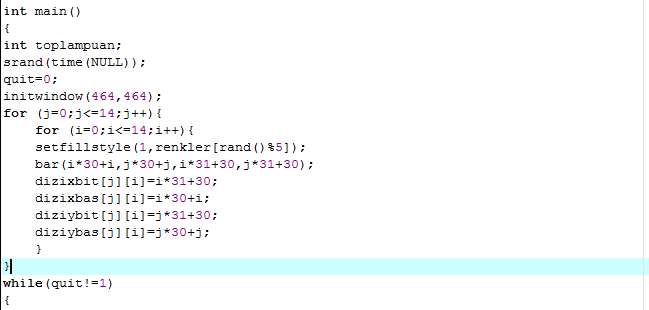 int main()
{
int toplampuan;
srand(time(NULL));
quit=0;
initwindow(464,464);
for (j=0;j<=14;j++){
    for (i=0;i<=14;i++){
    setfillstyle(1,renkler[rand()%5]);
    bar(i*30+i,j*30+j,i*31+30,j*31+30);
    dizixbit[j][i]=i*31+30;
    dizixbas[j][i]=i*30+i;
    diziybit[j][i]=j*31+30;
    diziybas[j][i]=j*30+j;
    }
}
while(quit!=1)
{